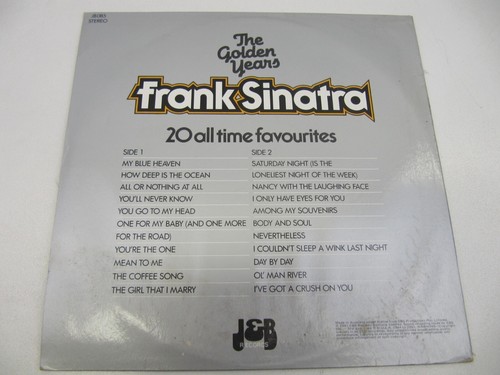 STEREO
The
Golden
Years
frank Sinatra
20 all time favourites
SIDE 1
MY BLUE HEAVEN
HOW DEEP IS THE OCEAN
ALL OR NOTHING AT ALL
YOU'LL NEVER KNOW
YOU GO TO MY HEAD
ONE FOR MY BABY (AND ONE MORE
FOR THE ROAD)
YOU'RE THE ONE
MEAN TO ME
THE COFFEE SONG
THE GIRL THAT I MARRY
SIDE 2
SATURDAY NIGHT (IS THE
LONELIEST NIGHT OF THE WEEK)
NANCY WITH THE LAUGHING FACE
I ONLY HAVE EYES FOR YOU
AMONG MY SOUVENIRS
BODY AND SOUL
NEVERTHELESS
I COULDN'T SLEEP A WINK LAST NIGHT
DAY BY DAY
OL' MAN RIVER
I'VE GOT A CRUSH ON YOU
J&B
RECORDS